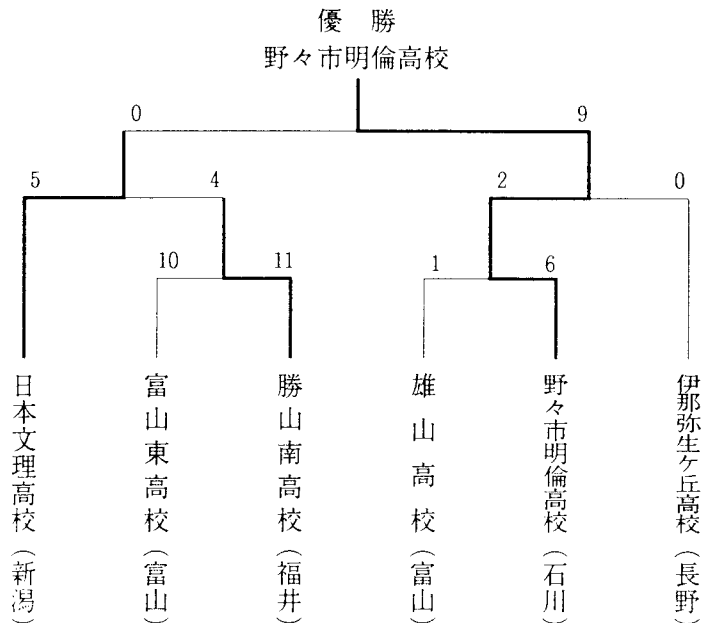 優勝
野々市明倫高校
0 9
5 4 2 0
10 11 1 6
日本文理高校（新潟）
富山東高校（富山）
勝山南高校（福井）
雄山高校（富山）
野々市明倫高校（石川）
伊那弥生ケ丘高校（長野）